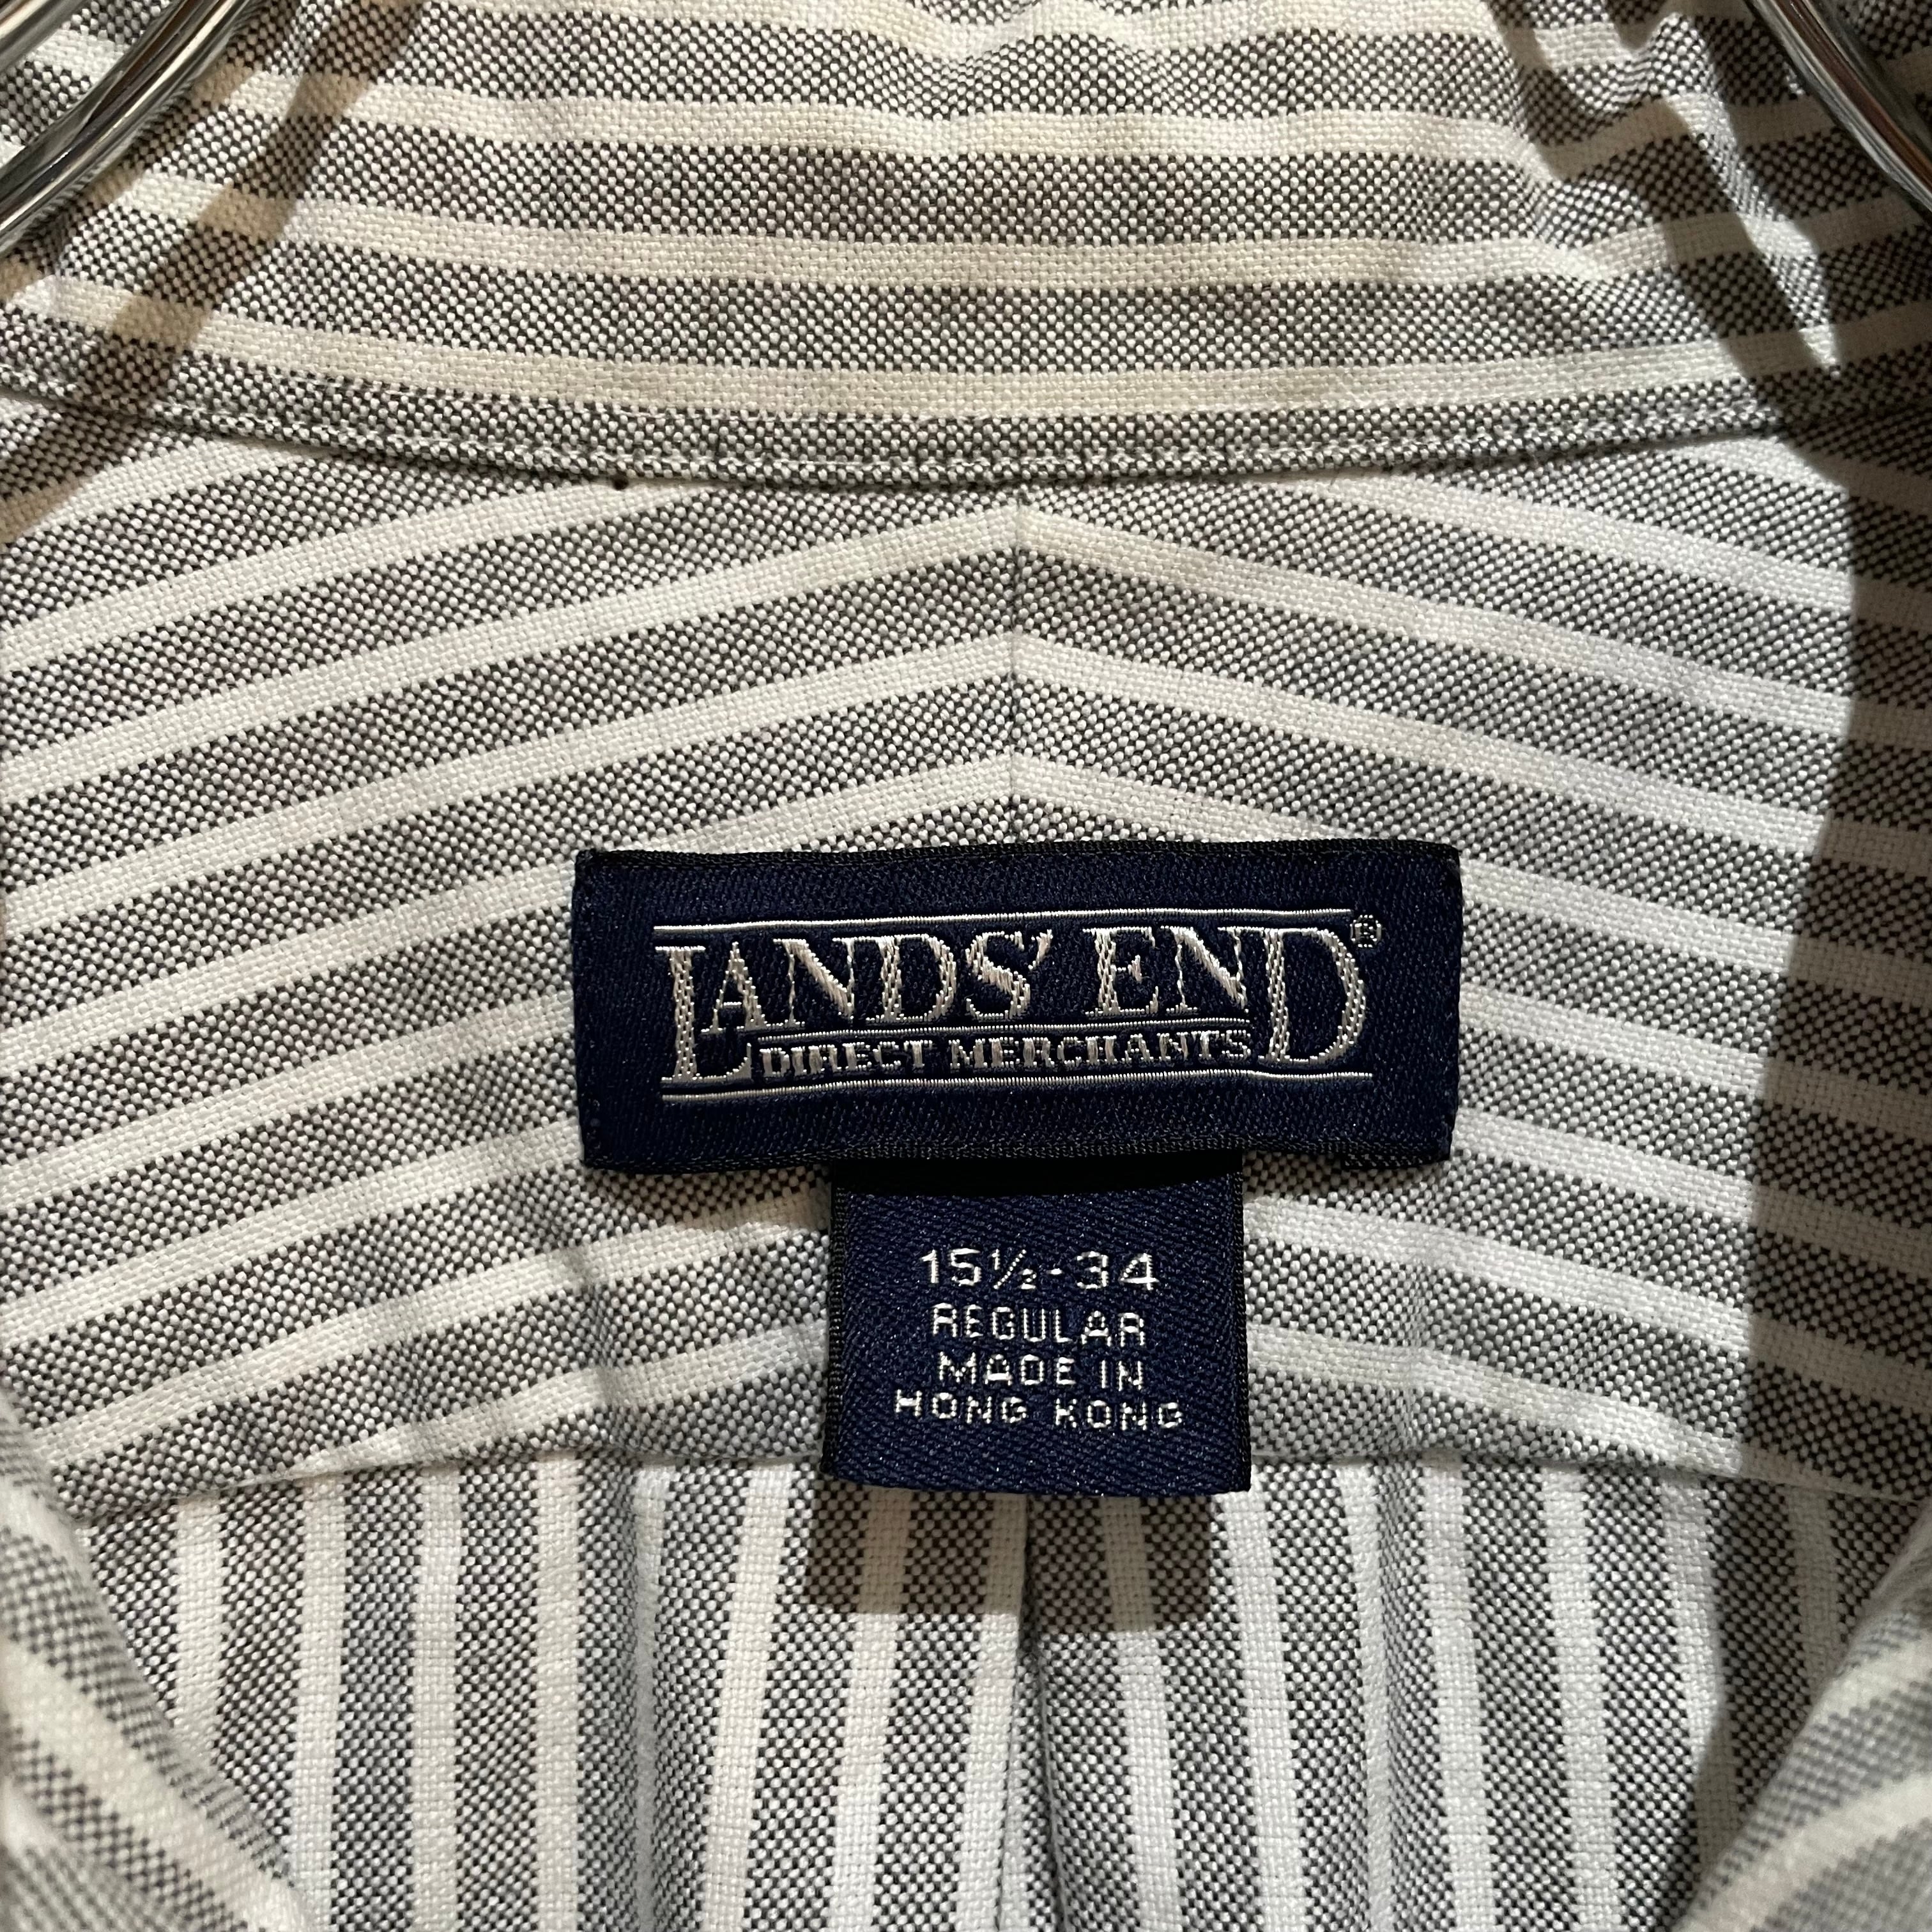 LANDS' END®
DIRECT MERCHANTS
15½-34
REGULAR
MADE IN
HONG KONG